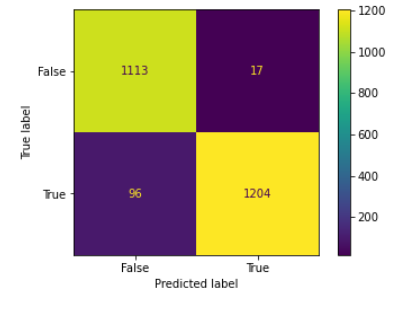 1200
1000
800
600
400
200
True label
False
1113
17
True
96
1204
False
True
Predicted label